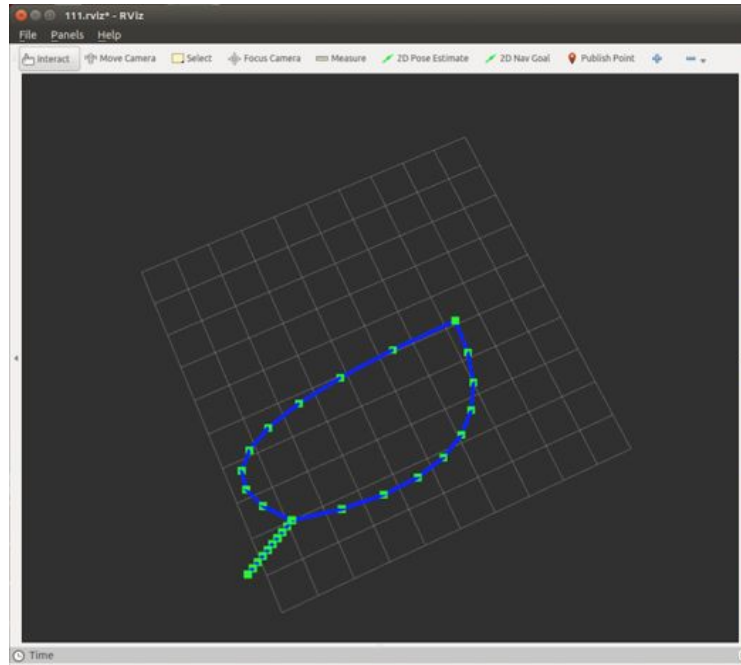 111.rviz* - RViz
File Panels Help
Interact Move Camera Select Focus Camera Measure 2D Pose Estimate 2D Nav Goal Publish Point
Time